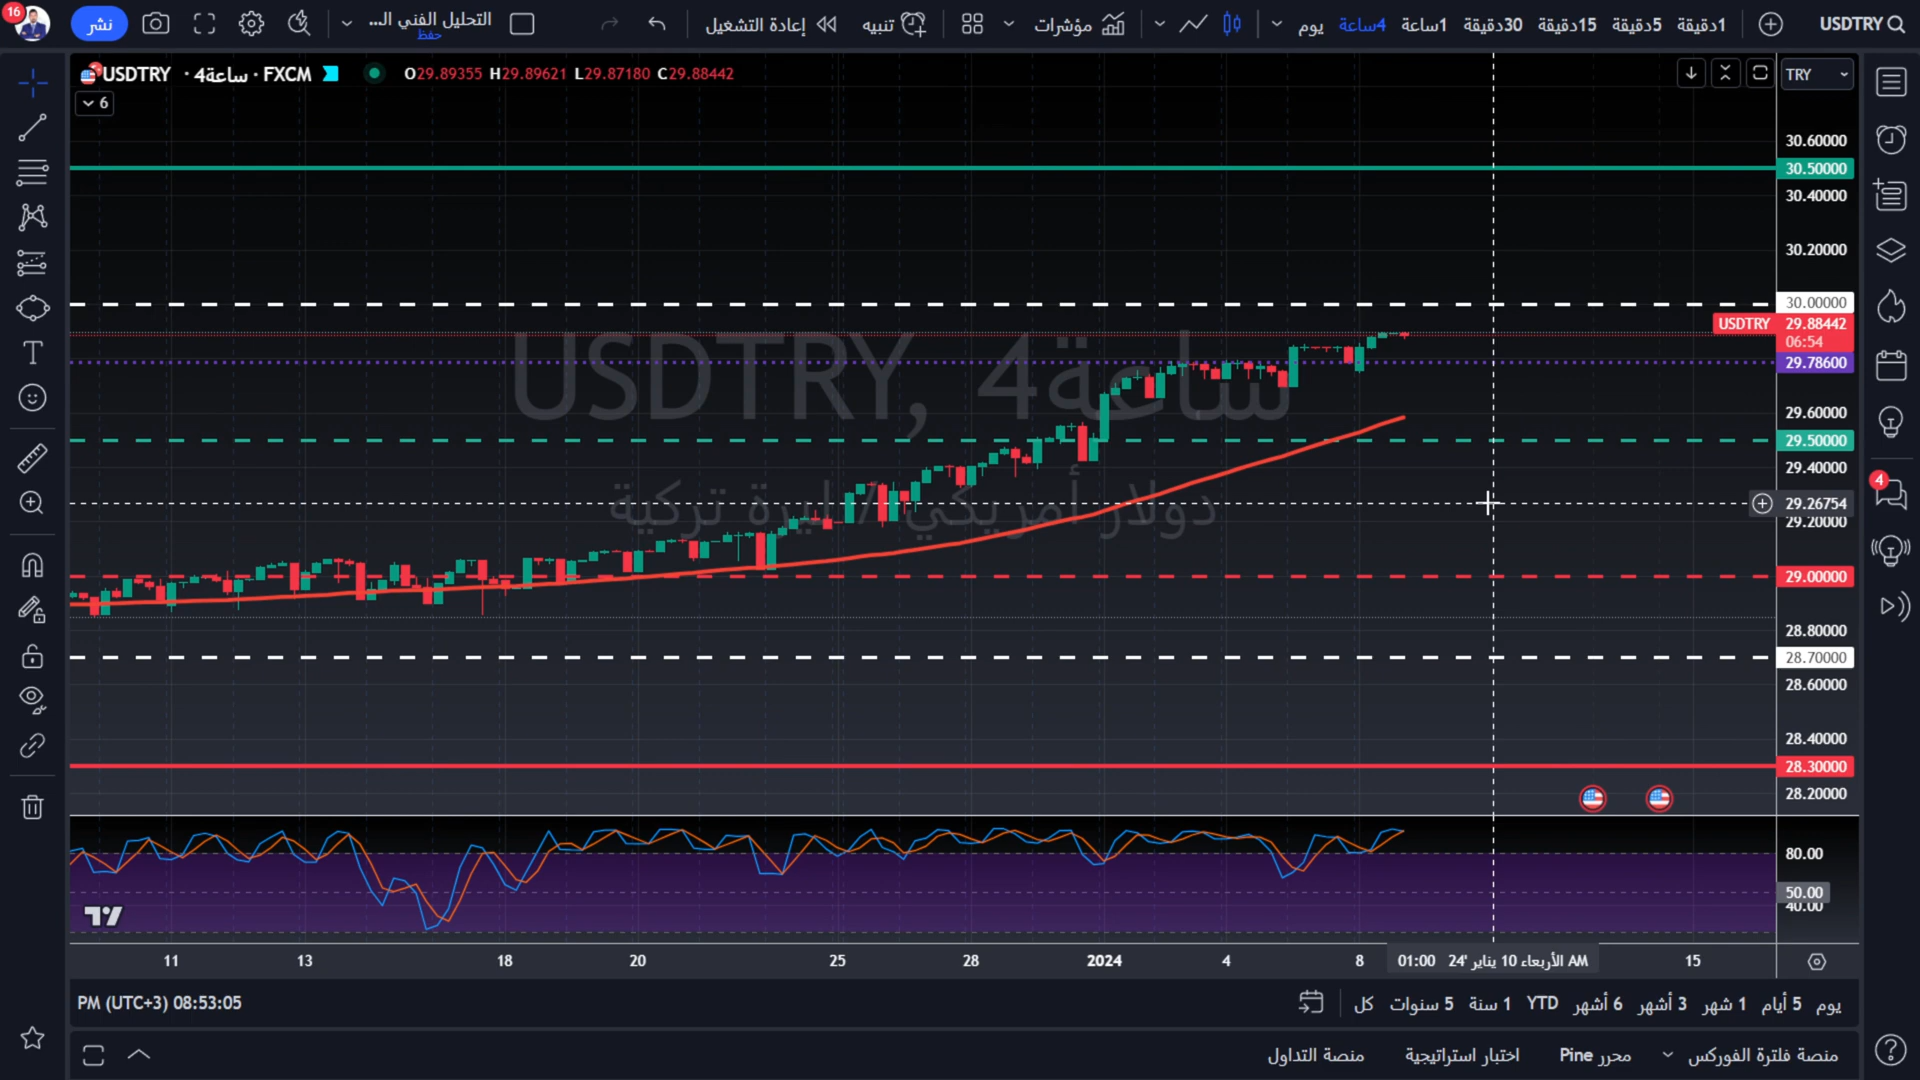 16
نشر
التحليل الفني الـ...
حفظ
إعادة التشغيل
تنبيه
مؤشرات
يوم
4ساعة
1ساعة
30دقيقة
15دقيقة
5دقيقة
1دقيقة
USDTRY
USDTRY · 4ساعة · FXCM
O29.89355 H29.89621 L29.87180 C29.88442
6
TRY
USDTRY, 4ساعة
دولار أمريكي / ليرة تركية
30.60000
30.50000
30.40000
30.20000
30.00000
USDTRY 29.88442
06:54
29.78600
29.60000
29.50000
29.40000
29.26754
29.20000
29.00000
28.80000
28.70000
28.60000
28.40000
28.30000
28.20000
80.00
50.00
40.00
4
11
13
18
20
25
28
2024
4
8
الأربعاء 10 يناير '24 01:00 AM
15
08:53:05 PM (UTC+3)
كل
5 سنوات
1 سنة
YTD
6 أشهر
3 أشهر
1 شهر
5 أيام
يوم
منصة التداول
اختبار استراتيجية
محرر Pine
منصة فلترة الفوركس